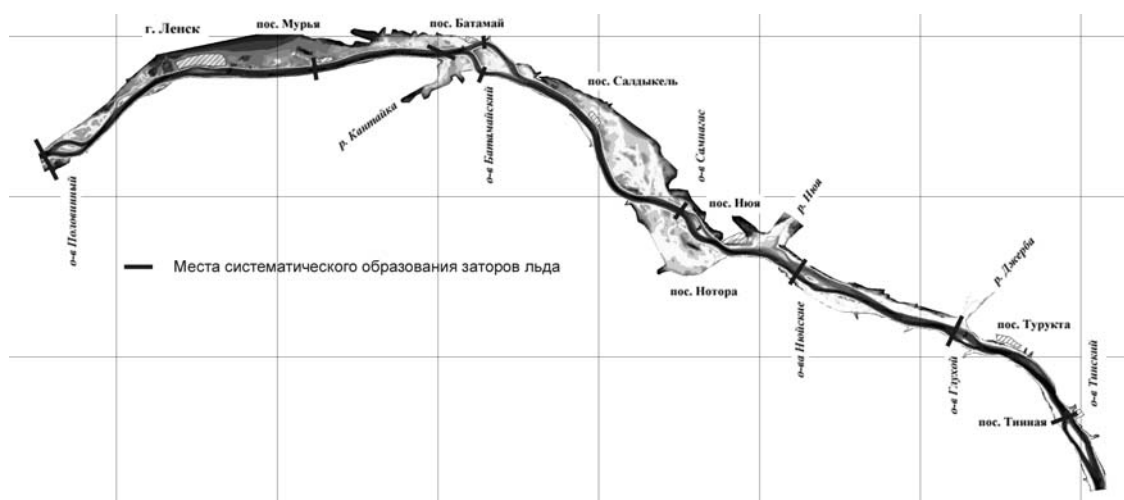 г. Ленск
пос. Мурья
пос. Батамай
р. Кантайка
о-в Батамайский
пос. Салдыкель
о-в Самнагас
о-в Половинный
пос. Нюя
р. Нюя
Места систематического образования заторов льда
пос. Нотора
о-ва Нюйские
р. Джерба
пос. Турукта
о-в Глухой
о-в Тинский
пос. Тинная